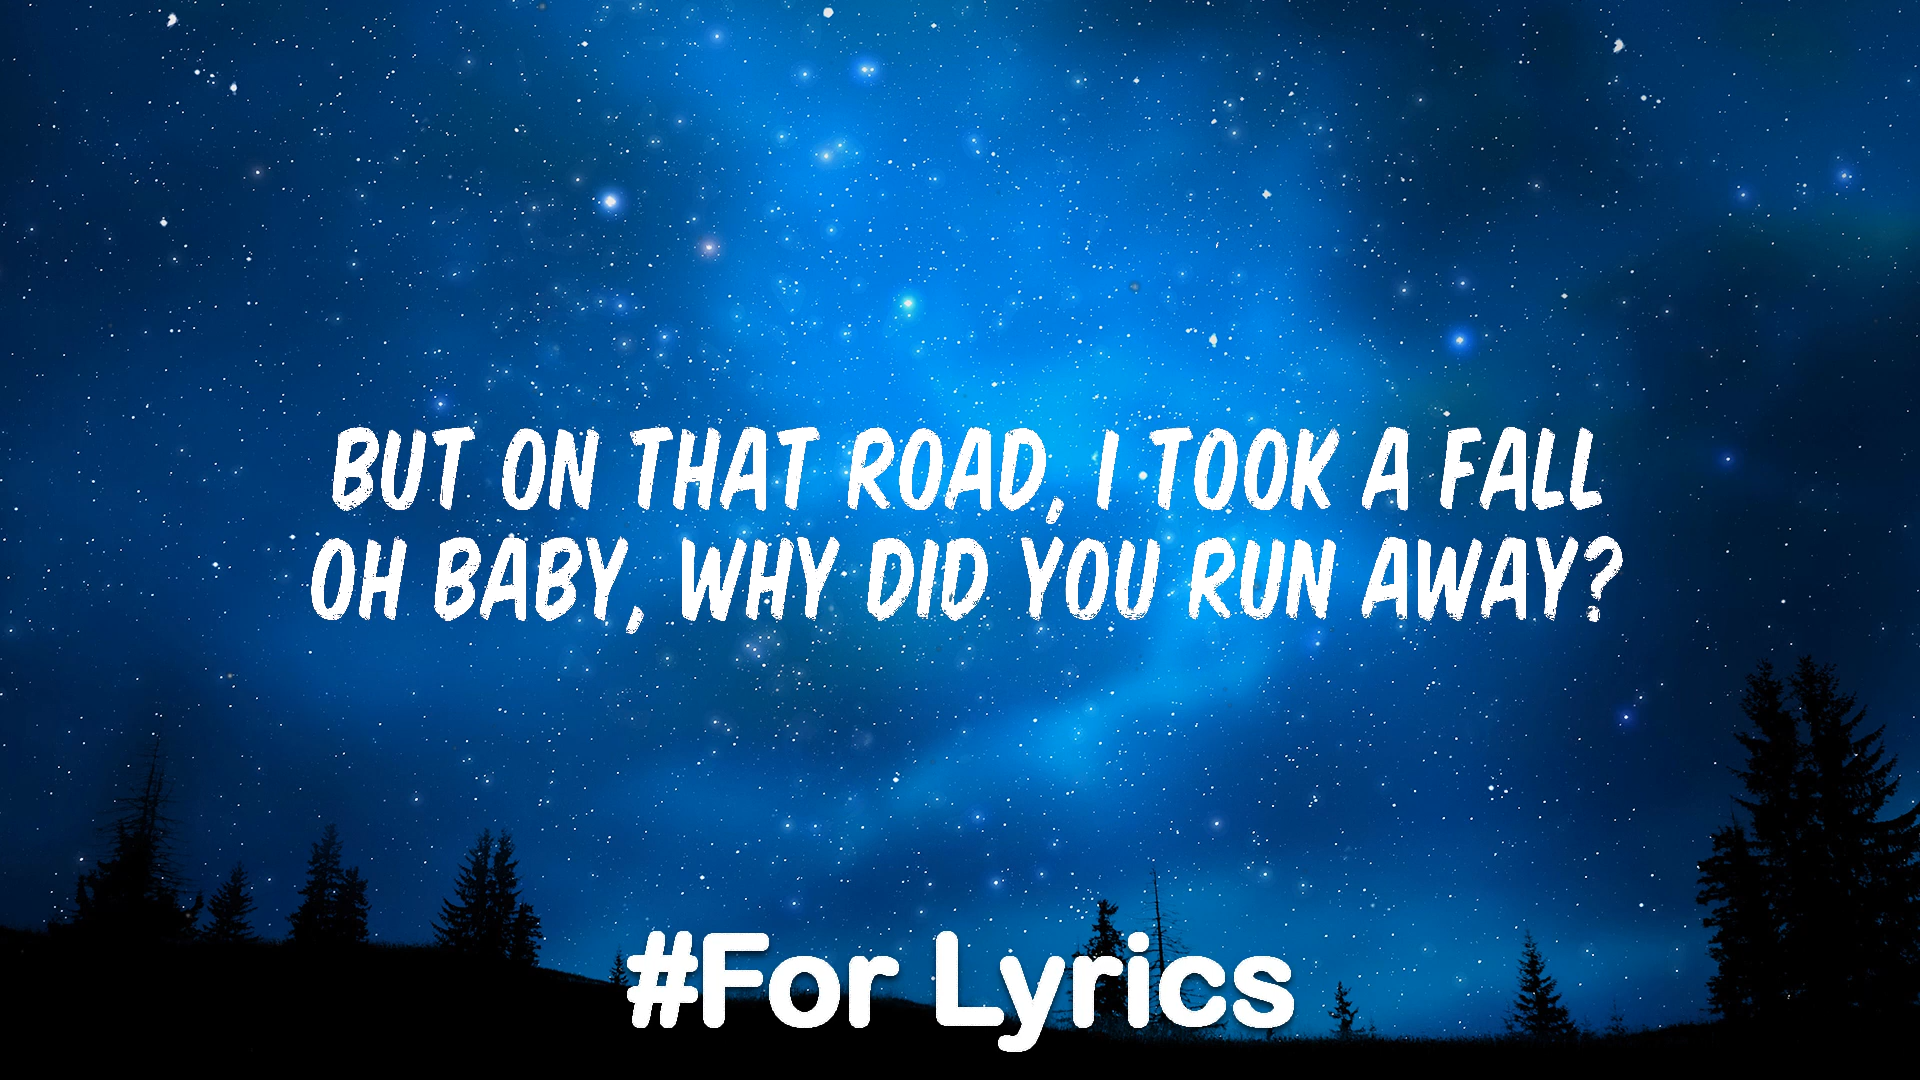 BUT ON THAT ROAD, I TOOK A FALL
OH BABY, WHY DID YOU RUN AWAY?
#For Lyrics